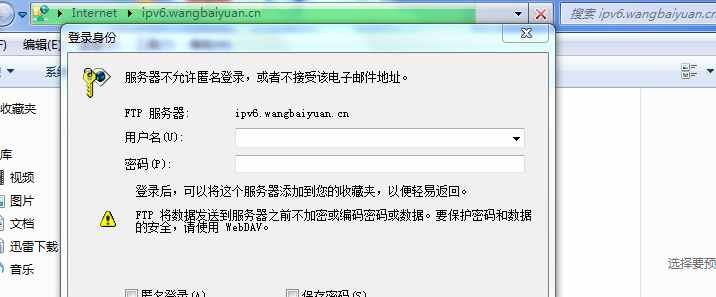 Internet ▸ ipv6.wangbaiyuan.cn
搜索 ipv6.wangbaiyuan.cn
登录身份
编辑(E)
服务器不允许匿名登录，或者不接受该电子邮件地址。
FTP 服务器: ipv6.wangbaiyuan.cn
用户名(U):
密码(P):
登录后，可以将这个服务器添加到您的收藏夹，以便轻易返回。
FTP 将数据发送到服务器之前不加密或编码密码或数据。要保护密码和数据
的安全，请使用 WebDAV。
匿名登录(A)
保存密码(S)
收藏夹
库
视频
图片
文档
迅雷下载
音乐
选择要预